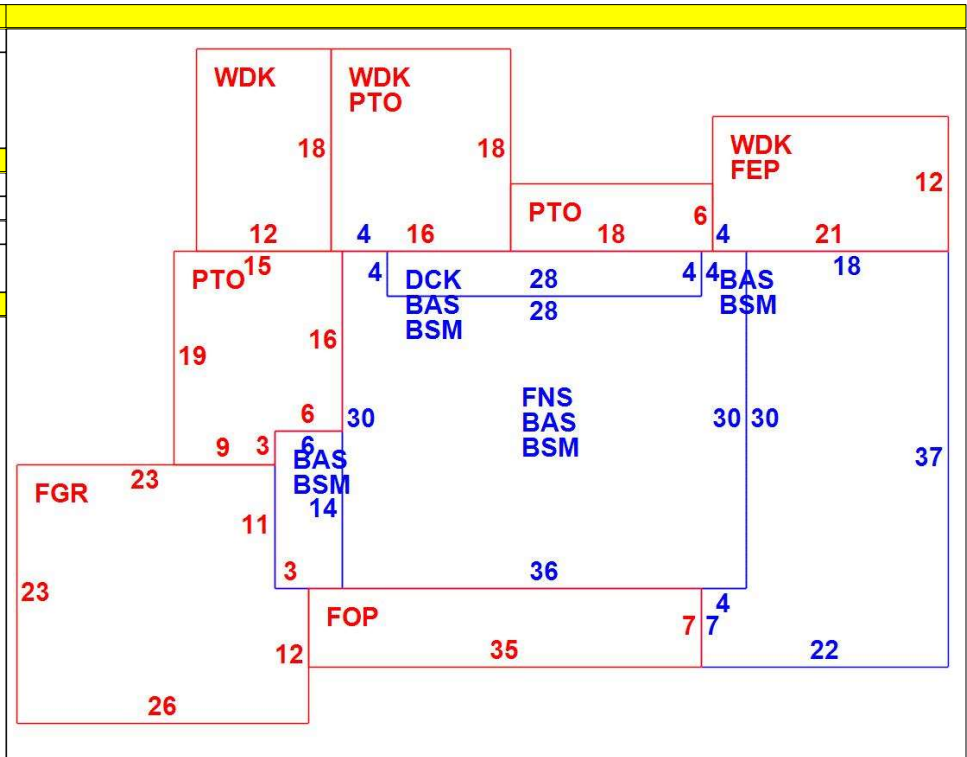 WDK
WDK
PTO
WDK
FEP
18
18
12
PTO
6
12
4
16
18
4
21
15
18
PTO
4
DCK
BAS
BSM
28
28
4
4
BAS
BSM
16
19
FNS
BAS
BSM
30
30
30
6
6
3
9
BAS
BSM
14
37
FGR
23
11
23
3
36
4
FOP
7
7
12
35
22
26